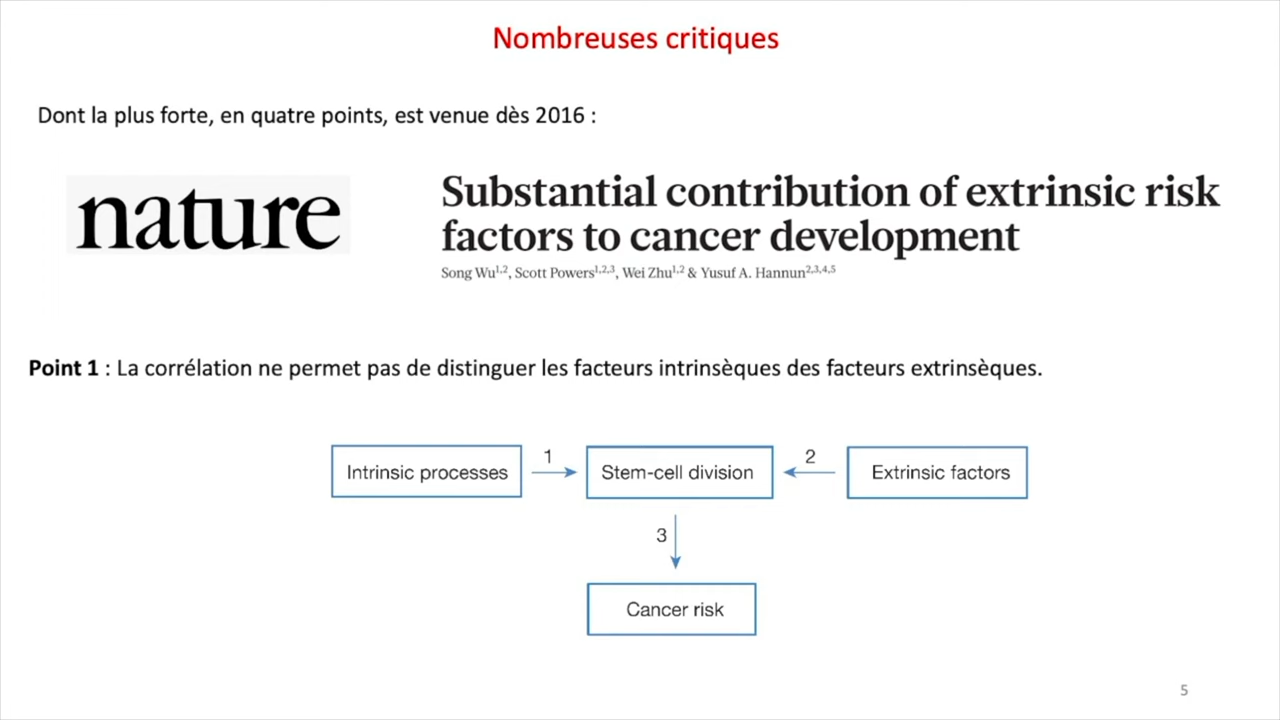 Nombreuses critiques
Dont la plus forte, en quatre points, est venue dès 2016 :
nature
Substantial contribution of extrinsic risk
factors to cancer development
Song Wu1,2, Scott Powers1,2,3, Wei Zhu1,2 & Yusuf A. Hannun2,3,4,5
Point 1 : La corrélation ne permet pas de distinguer les facteurs intrinsèques des facteurs extrinsèques.
Intrinsic processes
1
Stem-cell division
2
Extrinsic factors
3
Cancer risk
5